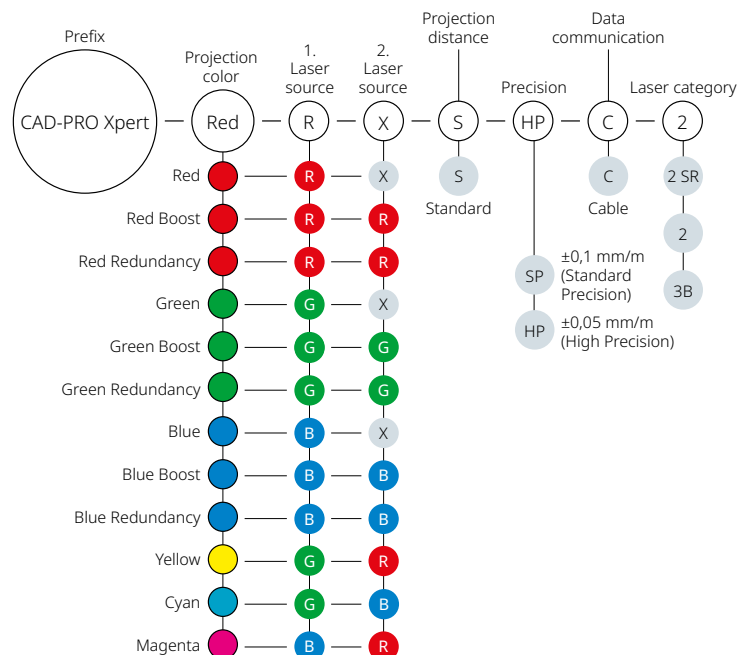 Prefix
Projection
color
1.
Laser
source
2.
Laser
source
Projection
distance
Precision
Data
communication
Laser category
CAD-PRO Xpert
Red
R
X
S
HP
C
2
Red
R
X
S
C
2 SR
Standard
Cable
Red Boost
R
R
2
Red Redundancy
R
R
SP
±0,1 mm/m
(Standard
Precision)
3B
Green
G
X
HP
±0,05 mm/m
(High Precision)
Green Boost
G
G
Green Redundancy
G
G
Blue
B
X
Blue Boost
B
B
Blue Redundancy
B
B
Yellow
G
R
Cyan
G
B
Magenta
B
R